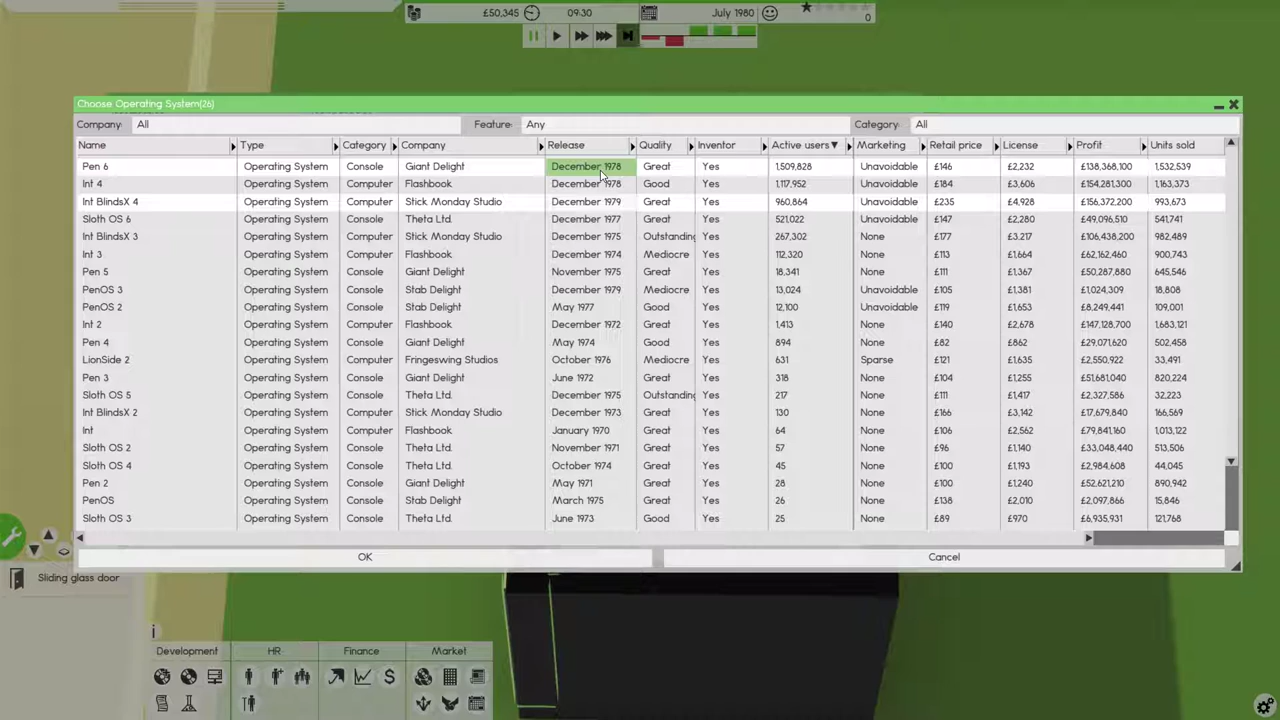 £50,345 09:30 July 1980 0
Choose Operating System(26)
Company: All Feature: Any Category: All
Name Type Category Company Release Quality Inventor Active users▼ Marketing Retail price License Profit Units sold
Pen 6 Operating System Console Giant Delight December 1978 Great Yes 1,509,828 Unavoidable £146 £2,232 £138,368,100 1,532,539
Int 4 Operating System Computer Flashbook December 1978 Good Yes 1,117,952 Unavoidable £184 £3,606 £154,281,300 1,163,373
Int BlindsX 4 Operating System Computer Stick Monday Studio December 1979 Great Yes 960,864 Unavoidable £235 £4,928 £156,372,200 993,673
Sloth OS 6 Operating System Console Theta Ltd. December 1977 Great Yes 521,022 Unavoidable £147 £2,280 £49,096,510 541,741
Int BlindsX 3 Operating System Computer Stick Monday Studio December 1975 Outstanding Yes 267,302 None £177 £3,217 £106,438,200 982,489
Int 3 Operating System Computer Flashbook December 1974 Mediocre Yes 112,320 None £113 £1,664 £62,162,460 900,743
Pen 5 Operating System Console Giant Delight November 1975 Great Yes 18,341 None £111 £1,367 £50,287,880 645,546
PenOS 3 Operating System Console Stab Delight December 1979 Mediocre Yes 13,024 Unavoidable £105 £1,381 £1,024,309 18,808
PenOS 2 Operating System Console Stab Delight May 1977 Good Yes 12,100 Unavoidable £119 £1,653 £8,249,441 109,001
Int 2 Operating System Computer Flashbook December 1972 Great Yes 1,413 None £140 £2,678 £147,128,700 1,683,121
Pen 4 Operating System Console Giant Delight May 1974 Good Yes 894 None £82 £862 £29,071,620 502,458
LionSide 2 Operating System Computer Fringeswing Studios October 1976 Mediocre Yes 631 Sparse £121 £1,635 £2,550,922 33,491
Pen 3 Operating System Console Giant Delight June 1972 Great Yes 318 None £104 £1,255 £51,681,040 820,224
Sloth OS 5 Operating System Console Theta Ltd. December 1975 Outstanding Yes 217 None £111 £1,417 £2,327,586 32,223
Int BlindsX 2 Operating System Computer Stick Monday Studio December 1973 Great Yes 130 None £166 £3,142 £17,679,840 166,569
Int Operating System Computer Flashbook January 1970 Great Yes 64 None £106 £2,562 £79,841,160 1,013,122
Sloth OS 2 Operating System Console Theta Ltd. November 1971 Great Yes 57 None £96 £1,140 £33,048,440 513,506
Sloth OS 4 Operating System Console Theta Ltd. October 1974 Great Yes 45 None £100 £1,193 £2,984,608 44,045
Pen 2 Operating System Console Giant Delight May 1971 Great Yes 28 None £100 £1,240 £52,621,210 890,942
PenOS Operating System Console Stab Delight March 1975 Great Yes 26 None £138 £2,010 £2,097,866 15,846
Sloth OS 3 Operating System Console Theta Ltd. June 1973 Good Yes 25 None £89 £970 £6,935,931 121,768
OK Cancel
Sliding glass door
i
Development HR Finance Market